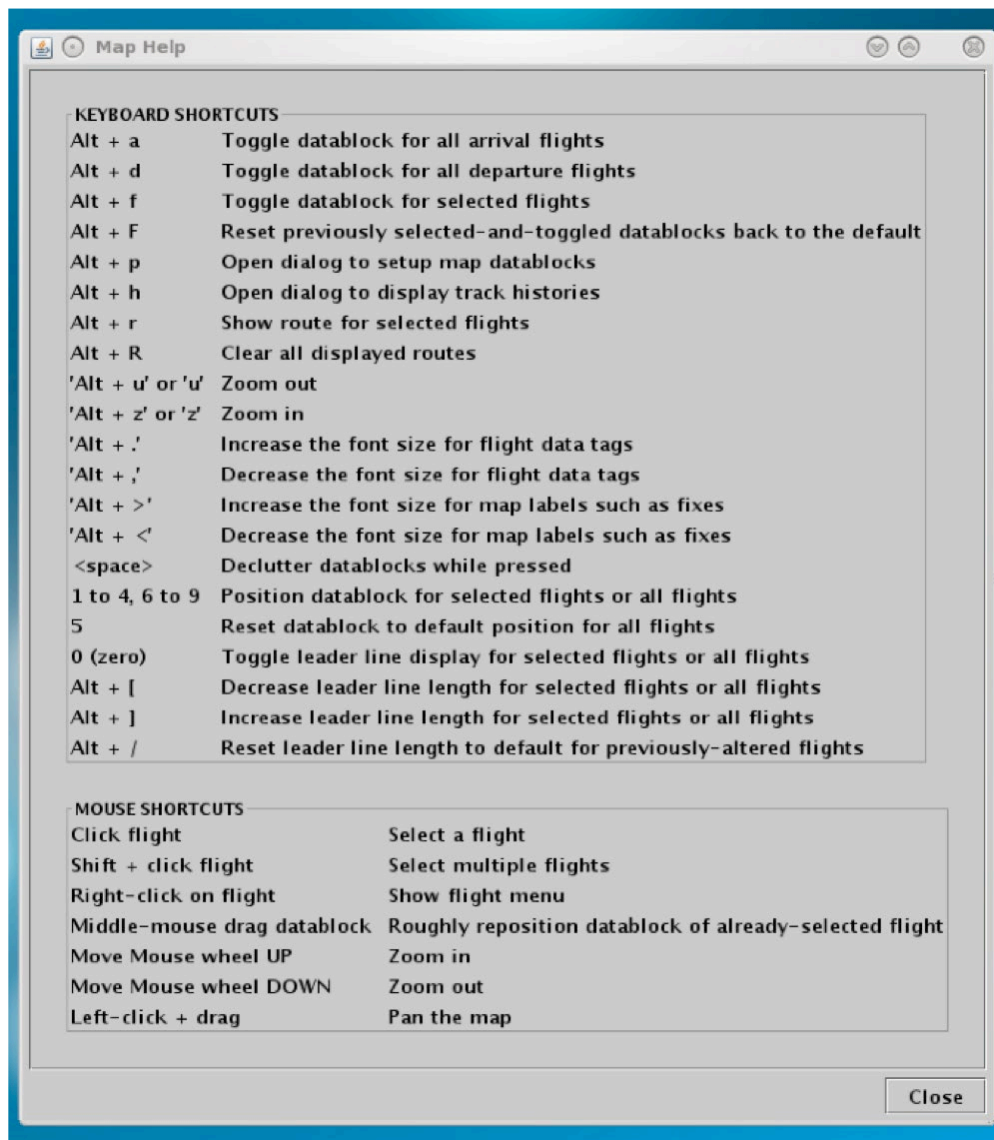 Map Help
KEYBOARD SHORTCUTS
Alt + a Toggle datablock for all arrival flights
Alt + d Toggle datablock for all departure flights
Alt + f Toggle datablock for selected flights
Alt + F Reset previously selected-and-toggled datablocks back to the default
Alt + p Open dialog to setup map datablocks
Alt + h Open dialog to display track histories
Alt + r Show route for selected flights
Alt + R Clear all displayed routes
'Alt + u' or 'u' Zoom out
'Alt + z' or 'z' Zoom in
'Alt + .' Increase the font size for flight data tags
'Alt + ,' Decrease the font size for flight data tags
'Alt + >' Increase the font size for map labels such as fixes
'Alt + <' Decrease the font size for map labels such as fixes
<space> Declutter datablocks while pressed
1 to 4, 6 to 9 Position datablock for selected flights or all flights
5 Reset datablock to default position for all flights
0 (zero) Toggle leader line display for selected flights or all flights
Alt + [ Decrease leader line length for selected flights or all flights
Alt + ] Increase leader line length for selected flights or all flights
Alt + / Reset leader line length to default for previously-altered flights
MOUSE SHORTCUTS
Click flight Select a flight
Shift + click flight Select multiple flights
Right-click on flight Show flight menu
Middle-mouse drag datablock Roughly reposition datablock of already-selected flight
Move Mouse wheel UP Zoom in
Move Mouse wheel DOWN Zoom out
Left-click + drag Pan the map
Close